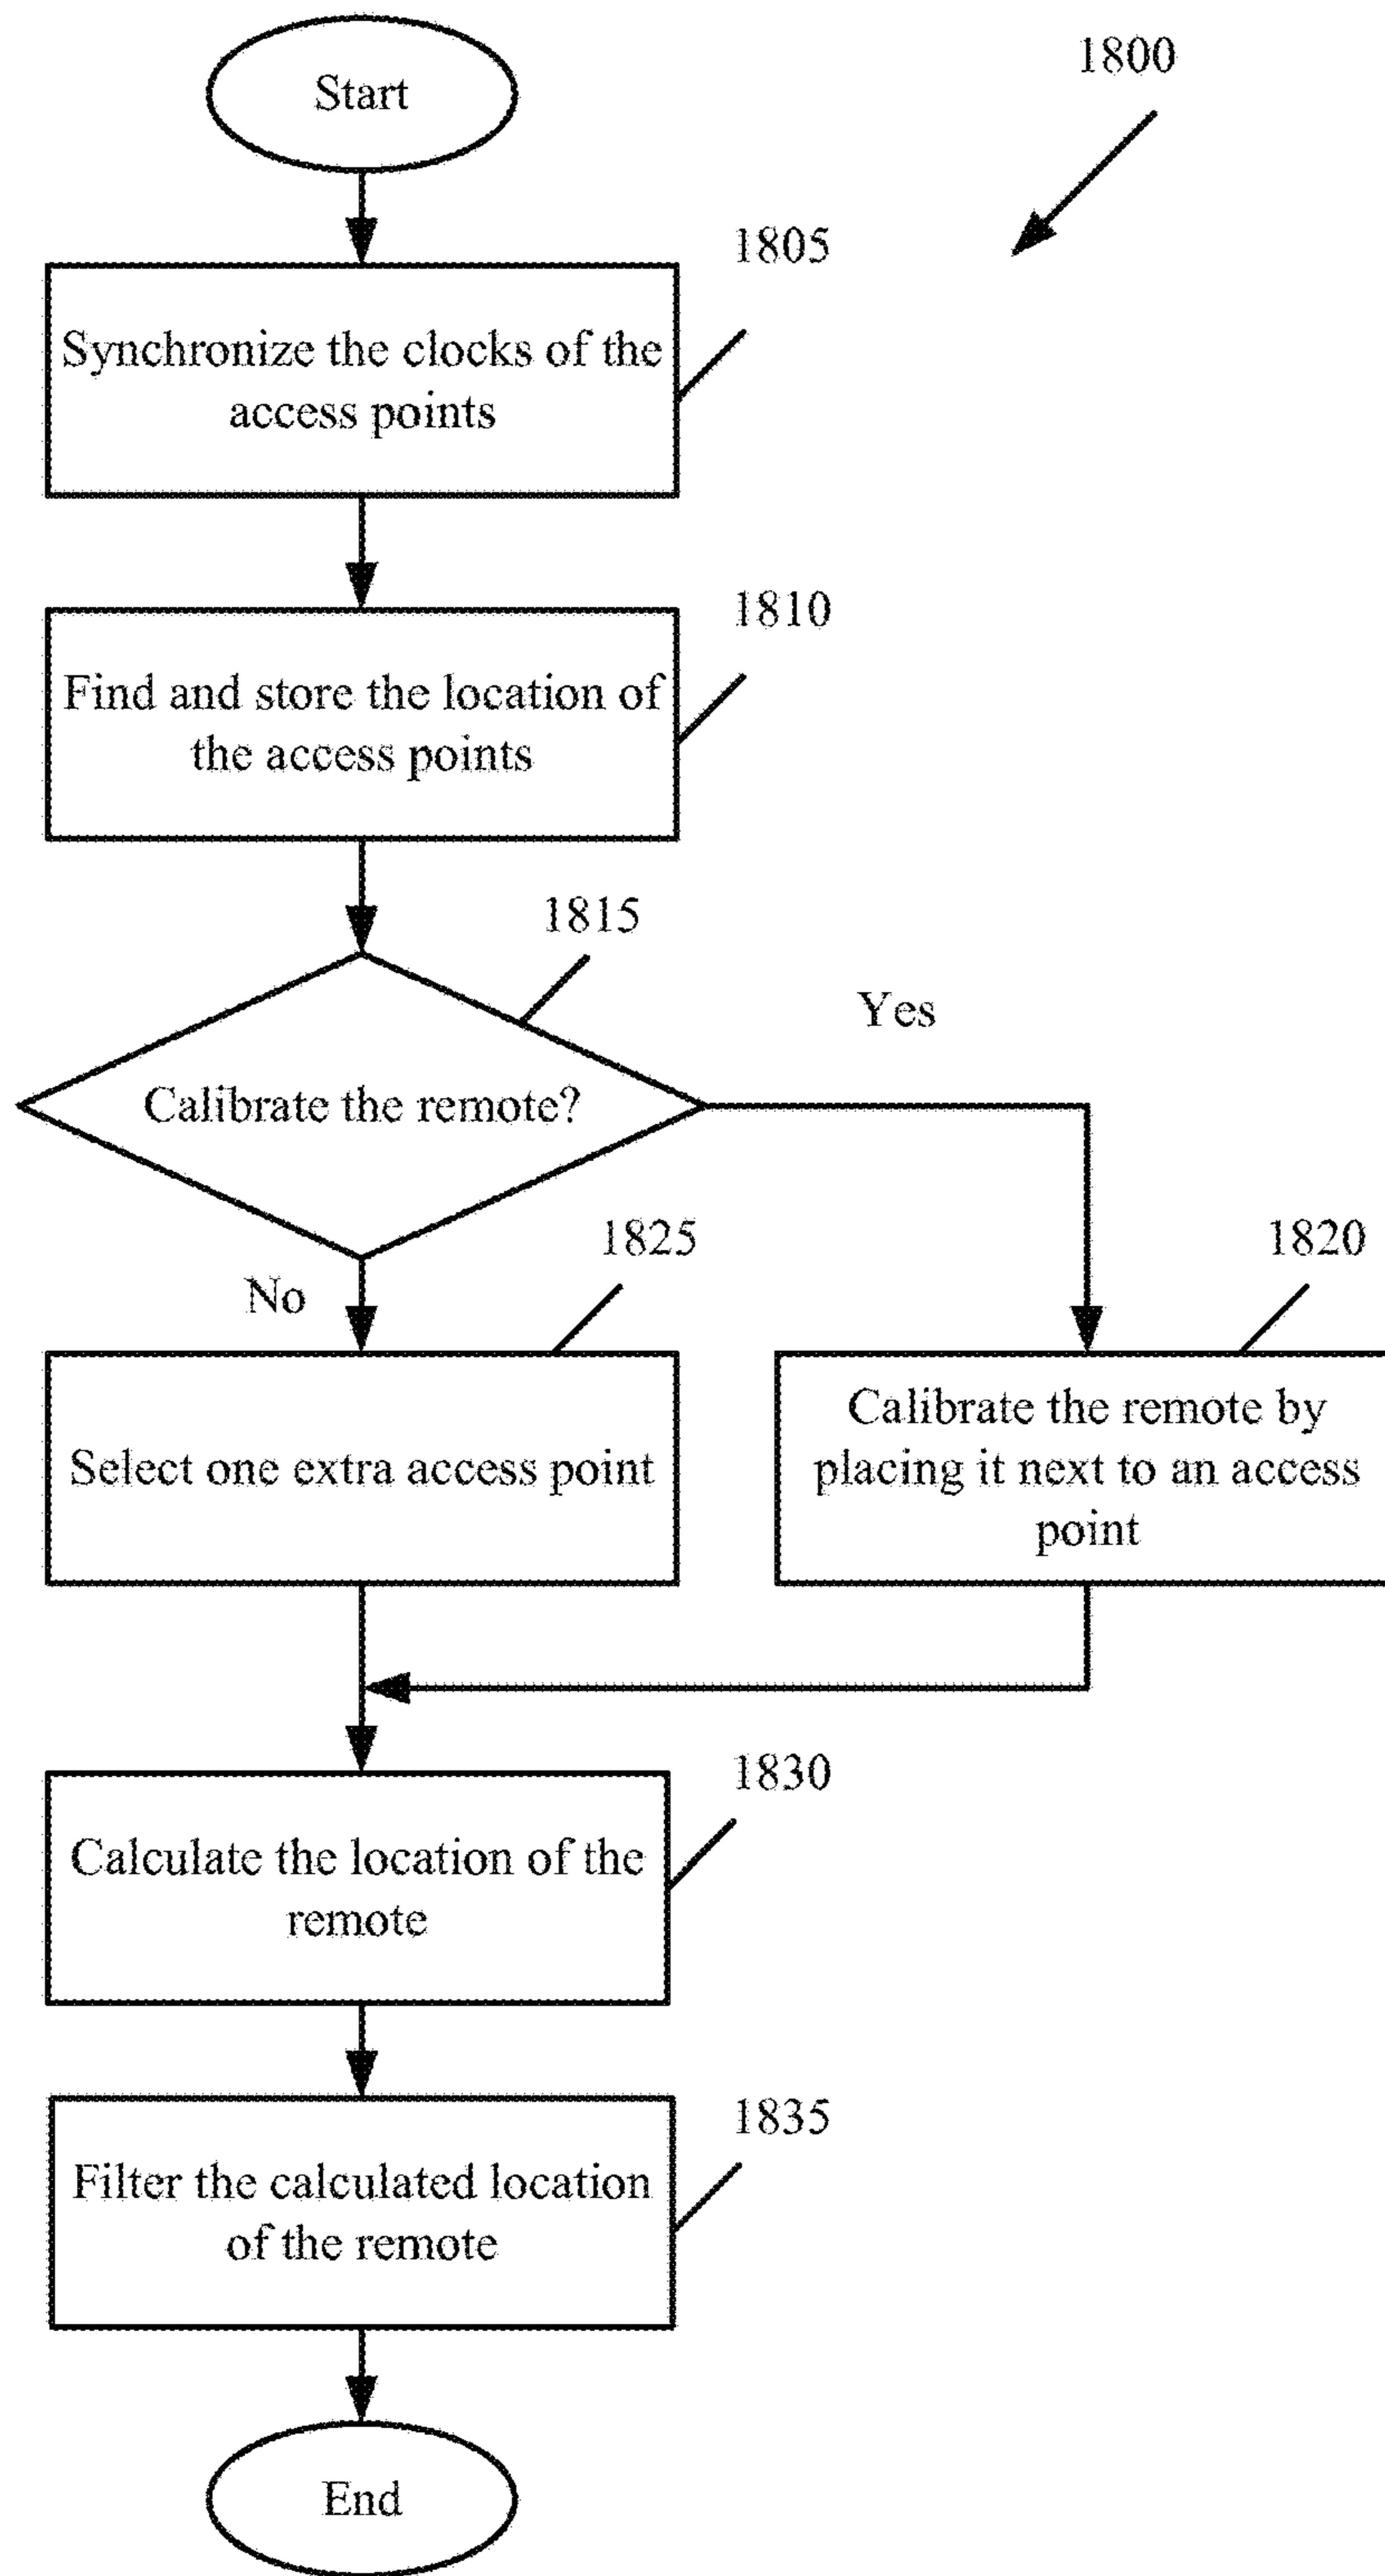 Start
1800
1805
Synchronize the clocks of the
access points
1810
Find and store the location of
the access points
1815
Yes
Calibrate the remote?
1825
1820
No
Select one extra access point
Calibrate the remote by
placing it next to an access
point
1830
Calculate the location of the
remote
1835
Filter the calculated location
of the remote
End